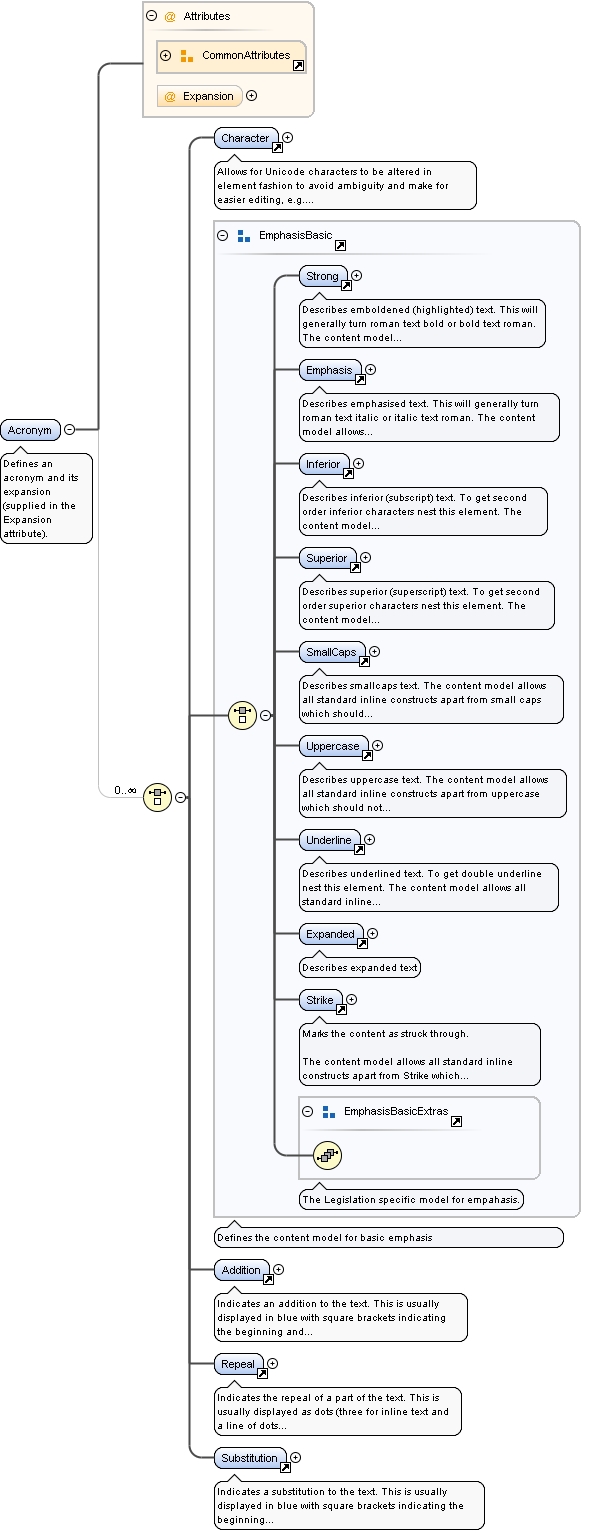 Attributes
CommonAttributes
Expansion
Character
Allows for Unicode characters to be altered in
element fashion to avoid ambiguity and make for
easier editing, e.g....
EmphasisBasic
Strong
Describes emboldened (highlighted) text. This will
generally turn roman text bold or bold text roman.
The content model...
Emphasis
Describes emphasised text. This will generally turn
roman text italic or italic text roman. The content
model allows...
Acronym
Defines an
acronym and its
expansion
(supplied in the
Expansion
attribute).
Inferior
Describes inferior (subscript) text. To get second
order inferior characters nest this element. The
content model...
Superior
Describes superior (superscript) text. To get second
order superior characters nest this element. The
content model...
SmallCaps
Describes smallcaps text. The content model allows
all standard inline constructs apart from small caps
which should...
Uppercase
Describes uppercase text. The content model allows
all standard inline constructs apart from uppercase
which should not...
0..∞
Underline
Describes underlined text. To get double underline
nest this element. The content model allows all
standard inline...
Expanded
Describes expanded text
Strike
Marks the content as struck through.
The content model allows all standard inline
constructs apart from Strike which...
EmphasisBasicExtras
The Legislation specific model for empahasis.
Defines the content model for basic emphasis
Addition
Indicates an addition to the text. This is usually
displayed in blue with square brackets indicating
the beginning and...
Repeal
Indicates the repeal of a part of the text. This is
usually displayed as dots (three for inline text and
a line of dots...
Substitution
Indicates a substitution to the text. This is usually
displayed in blue with square brackets indicating the
beginning...